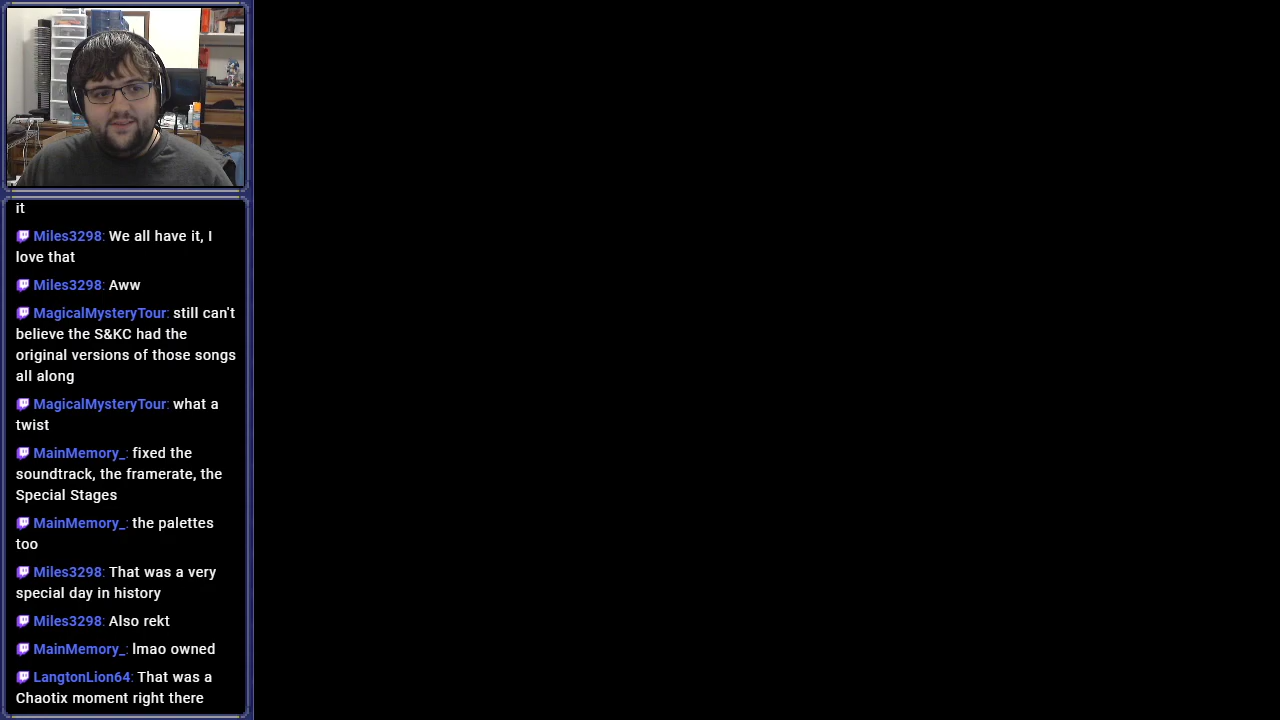 it
Miles3298: We all have it, I
love that
Miles3298: Aww
MagicalMysteryTour: still can't
believe the S&KC had the
original versions of those songs
all along
MagicalMysteryTour: what a
twist
MainMemory_: fixed the
soundtrack, the framerate, the
Special Stages
MainMemory_: the palettes
too
Miles3298: That was a very
special day in history
Miles3298: Also rekt
MainMemory_: lmao owned
LangtonLion64: That was a
Chaotix moment right there